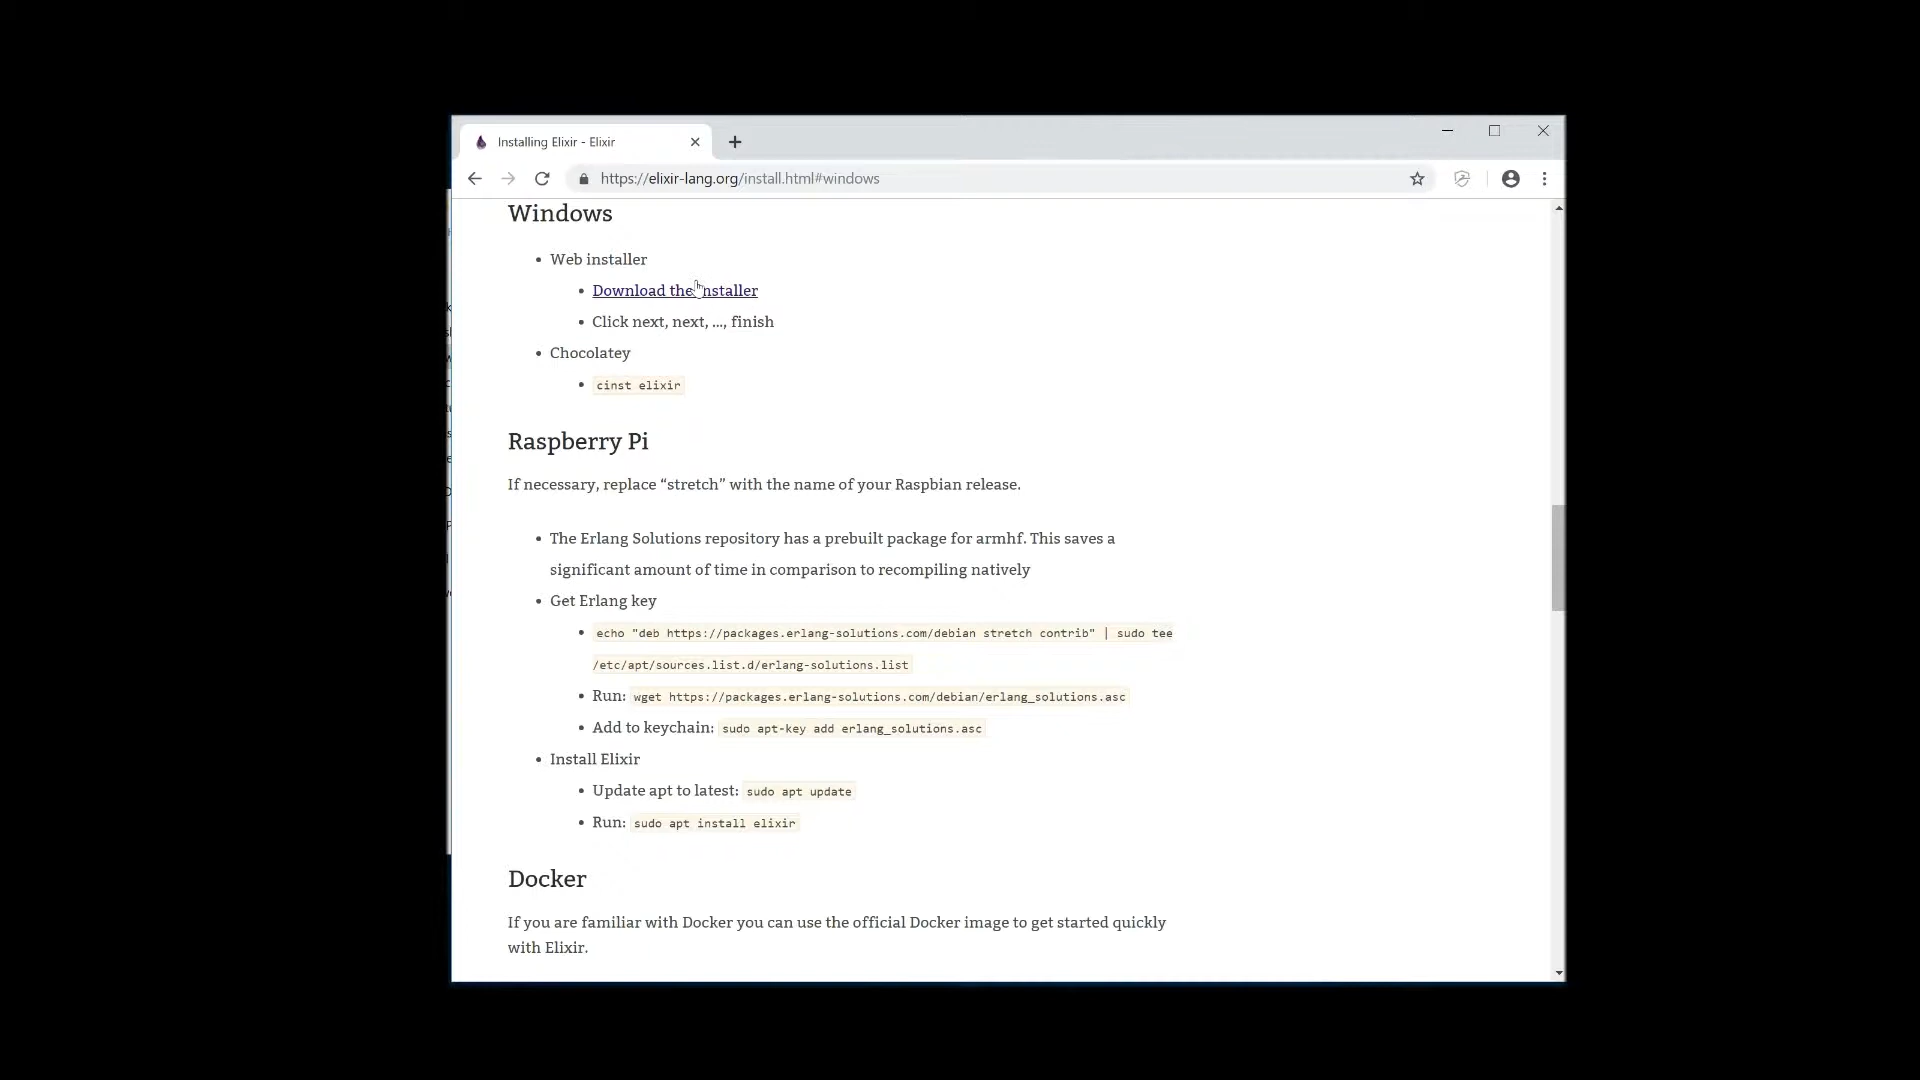 Installing Elixir - Elixir
https://elixir-lang.org/install.html#windows
Windows
• Web installer
• Download the installer
• Click next, next, ..., finish
• Chocolatey
• cinst elixir
Raspberry Pi
If necessary, replace “stretch” with the name of your Raspbian release.
• The Erlang Solutions repository has a prebuilt package for armhf. This saves a
significant amount of time in comparison to recompiling natively
• Get Erlang key
• echo "deb https://packages.erlang-solutions.com/debian stretch contrib" | sudo tee
/etc/apt/sources.list.d/erlang-solutions.list
• Run: wget https://packages.erlang-solutions.com/debian/erlang_solutions.asc
• Add to keychain: sudo apt-key add erlang_solutions.asc
• Install Elixir
• Update apt to latest: sudo apt update
• Run: sudo apt install elixir
Docker
If you are familiar with Docker you can use the official Docker image to get started quickly
with Elixir.